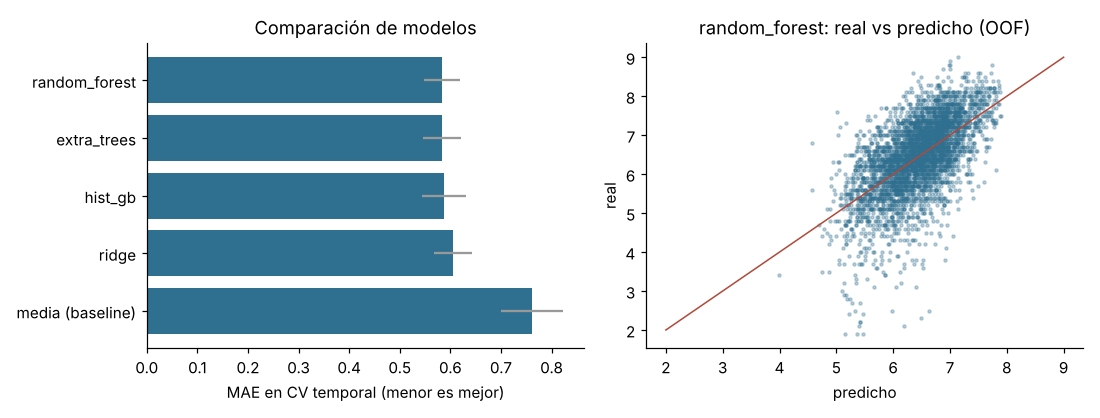 Comparación de modelos
random_forest
extra_trees
hist_gb
ridge
media (baseline)
0.0 0.1 0.2 0.3 0.4 0.5 0.6 0.7 0.8
MAE en CV temporal (menor es mejor)
random_forest: real vs predicho (OOF)
real
9
8
7
6
5
4
3
2
2 3 4 5 6 7 8 9
predicho